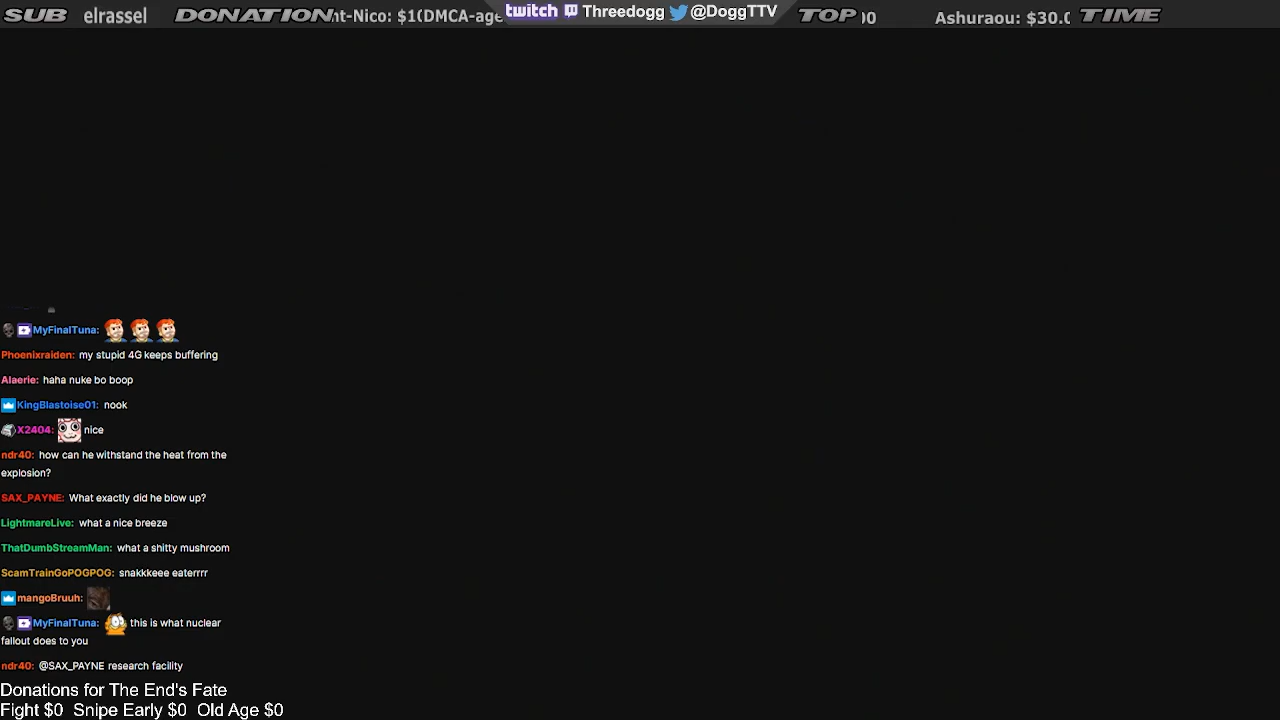 SUB elrassel DONATION nt-Nico: $1(DMCA-age twitch Threedogg @DoggTTV TOP 00 Ashuraou: $30.0 TIME
MyFinalTuna:
Phoenixraiden: my stupid 4G keeps buffering
Alaerie: haha nuke bo boop
KingBlastoise01: nook
X2404: nice
ndr40: how can he withstand the heat from the
explosion?
SAX_PAYNE: What exactly did he blow up?
LightmareLive: what a nice breeze
ThatDumbStreamMan: what a shitty mushroom
ScamTrainGoPOGPOG: snakkkeee eaterrrr
mangoBruuh:
MyFinalTuna: this is what nuclear
fallout does to you
ndr40: @SAX_PAYNE research facility
Donations for The End's Fate
Fight $0 Snipe Early $0 Old Age $0